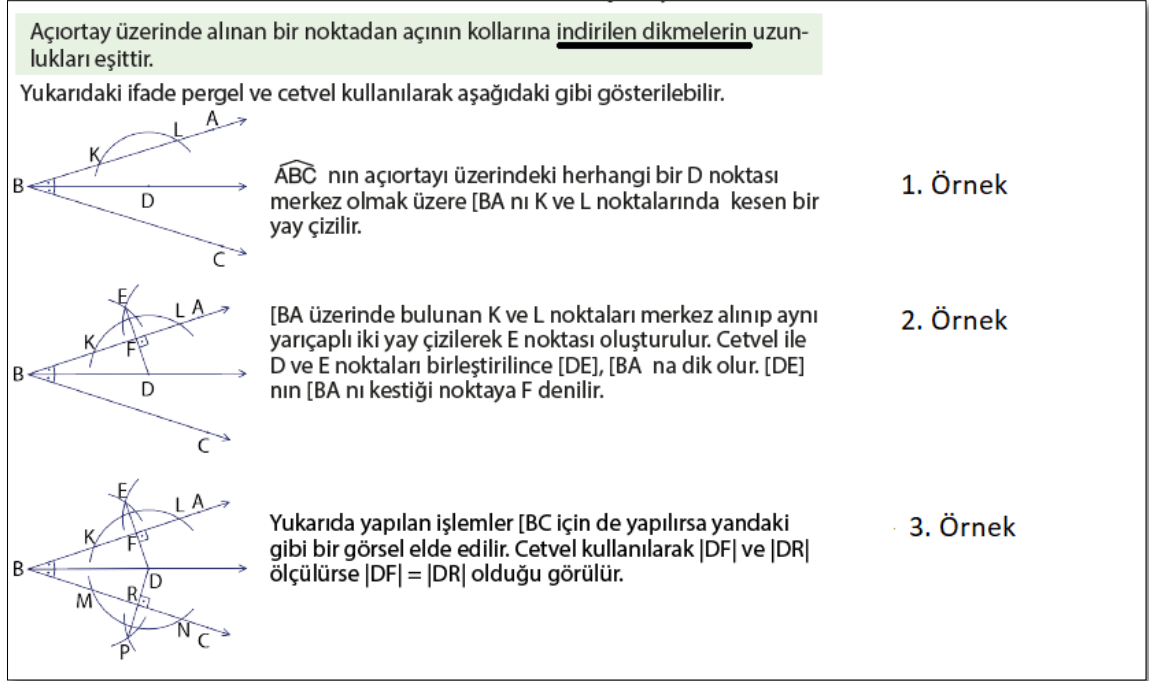 Açıortay üzerinde alınan bir noktadan açının kollarına indirilen dikmelerin uzun-
lukları eşittir.
Yukarıdaki ifade pergel ve cetvel kullanılarak aşağıdaki gibi gösterilebilir.
B K L A D C
ABC nın açıortayı üzerindeki herhangi bir D noktası
merkez olmak üzere [BA nı K ve L noktalarında kesen bir
yay çizilir.
1. Örnek
B K E F L A D C
[BA üzerinde bulunan K ve L noktaları merkez alınıp aynı
yarıçaplı iki yay çizilerek E noktası oluşturulur. Cetvel ile
D ve E noktaları birleştirilince [DE], [BA na dik olur. [DE]
nın [BA nı kestiği noktaya F denilir.
2. Örnek
B K E F L A D M R N C P
Yukarıda yapılan işlemler [BC için de yapılırsa yandaki
gibi bir görsel elde edilir. Cetvel kullanılarak |DF| ve |DR|
ölçülürse |DF| = |DR| olduğu görülür.
3. Örnek